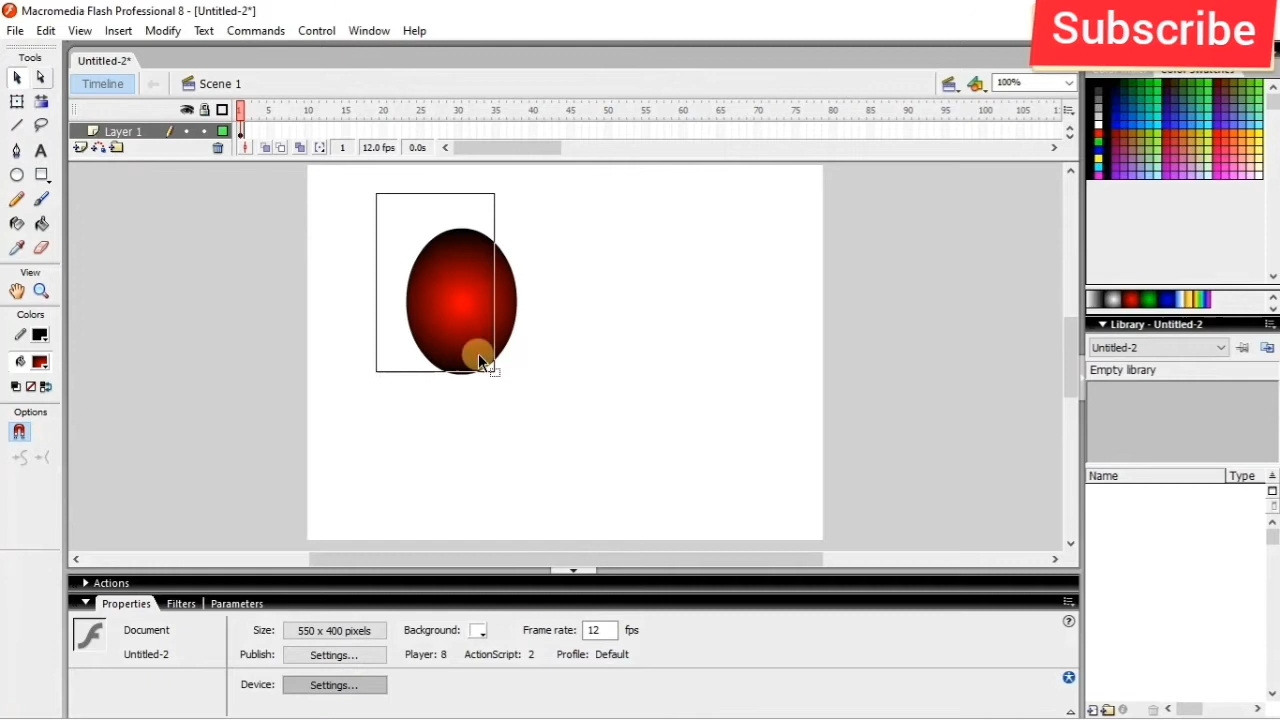 Macromedia Flash Professional 8 - [Untitled-2*]
File Edit View Insert Modify Text Commands Control Window Help
Subscribe
Tools
Untitled-2*
Timeline
Scene 1
100%
Color Swatches
5 10 15 20 25 30 35 40 45 50 55 60 65 70 75 80 85 90 95 100 105
Layer 1
1 12.0 fps 0.0s
View
Colors
Options
Library - Untitled-2
Untitled-2
Empty library
Name Type
Actions
Properties Filters Parameters
Document Size: 550 x 400 pixels Background: Frame rate: 12 fps
Untitled-2 Publish: Settings... Player: 8 ActionScript: 2 Profile: Default
Device: Settings...